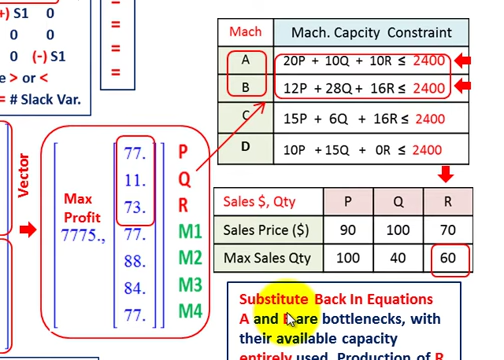 +) S1 0
0 0
0 (-) S1
e > or <
= # Slack Var.
=
=
=
=
Mach Mach. Capcity Constraint
A 20P + 10Q + 10R ≤ 2400
B 12P + 28Q + 16R ≤ 2400
C 15P + 6Q + 16R ≤ 2400
D 10P + 15Q + 0R ≤ 2400
Vector
Max
Profit
7775.,
77. P
11. Q
73. R
77. M1
88. M2
84. M3
77. M4
Sales $, Qty P Q R
Sales Price ($) 90 100 70
Max Sales Qty 100 40 60
Substitute Back In Equations
A and B are bottlenecks, with
their available capacity
entirely used. Production of R